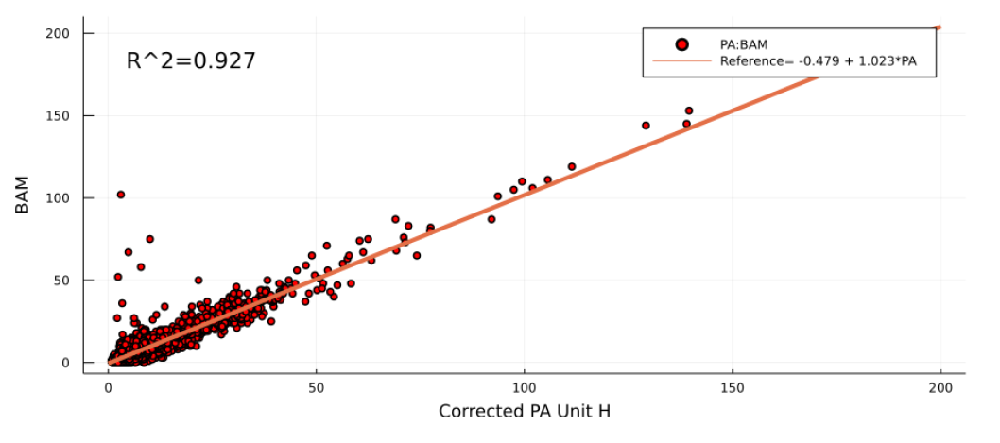 200
150
100
50
0
BAM
R^2=0.927
PA:BAM
Reference= -0.479 + 1.023*PA
0 50 100 150 200
Corrected PA Unit H